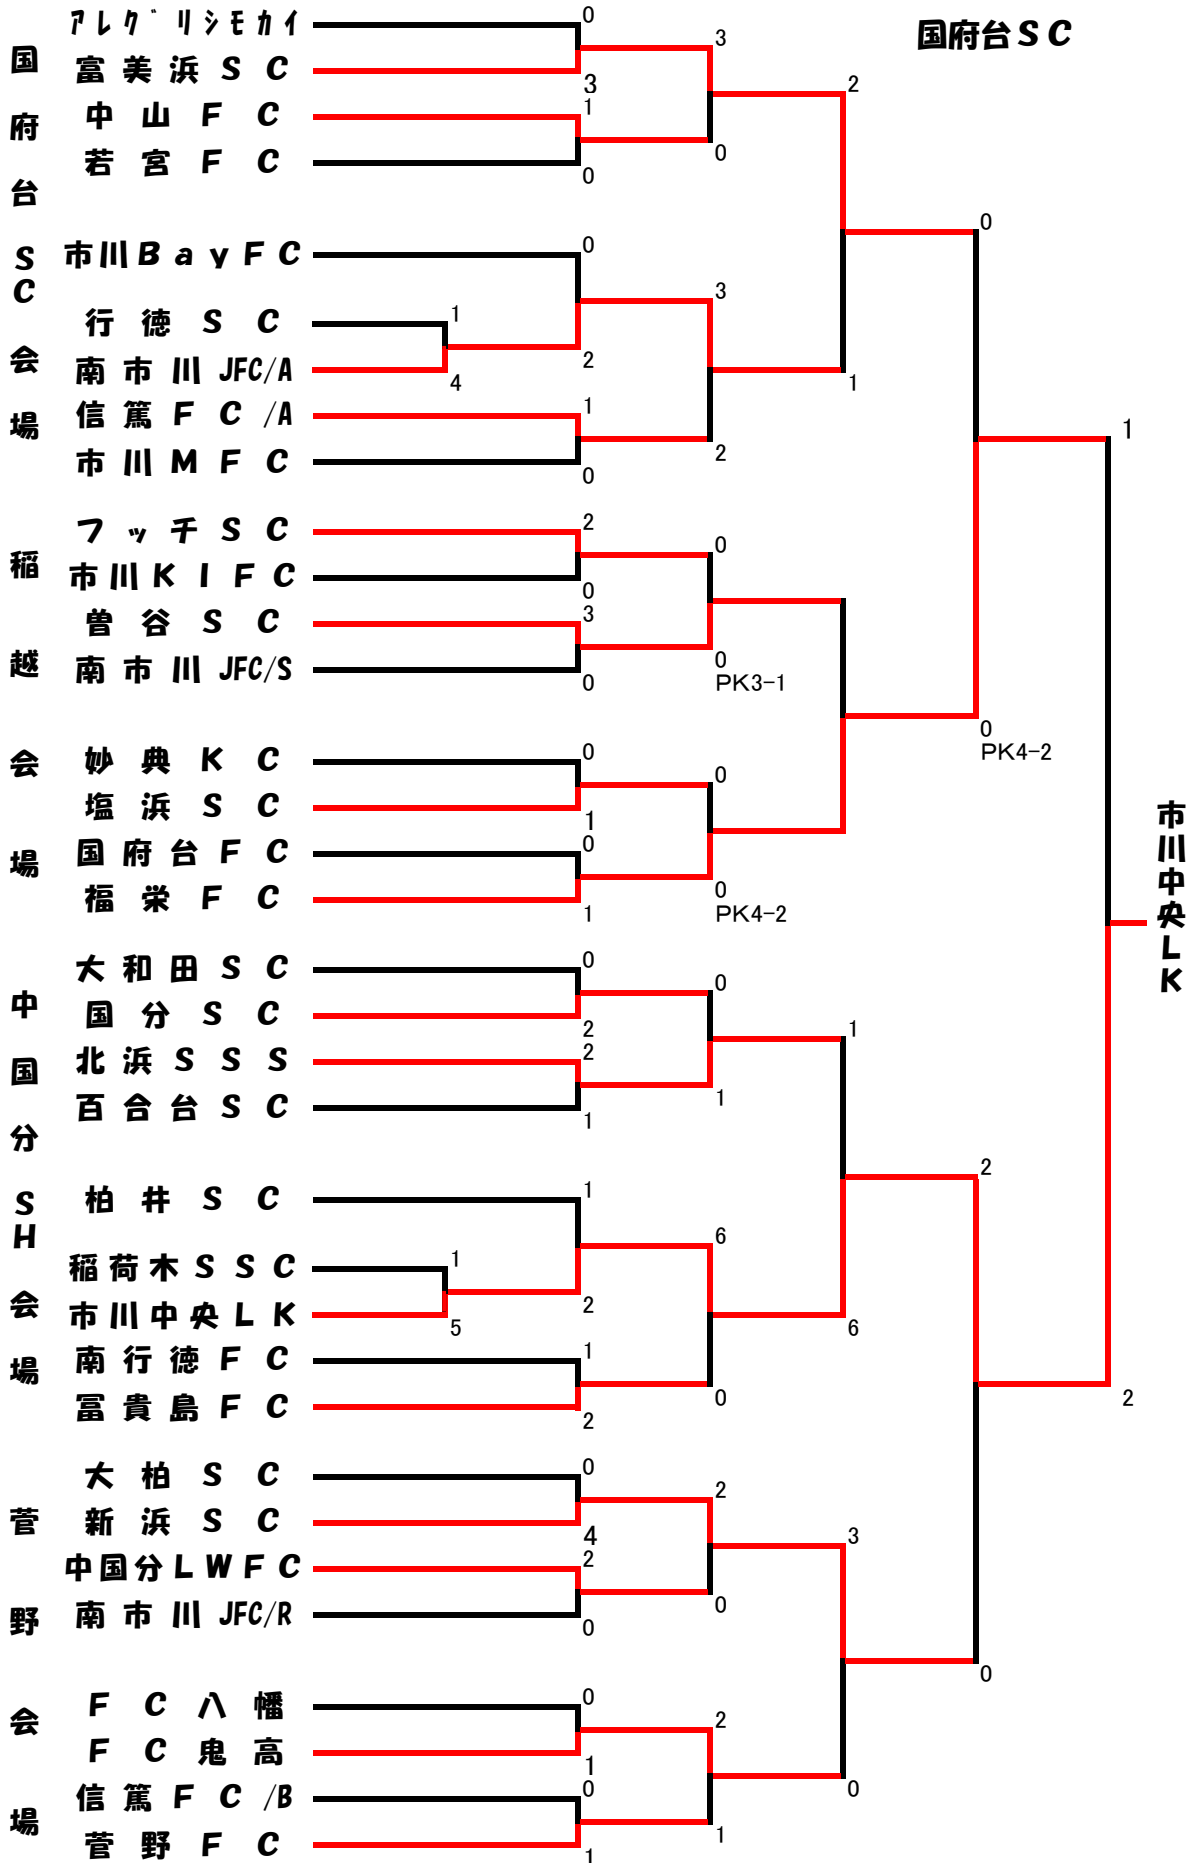 国府台SC
国府台SC会場
ｱﾚｸﾞﾘｼﾓｶｲ 0
富美浜SC 3
3
中山FC 1
若宮FC 0
0
2
市川BayFC 0
行徳SC 1
南市川JFC/A 4
2
3
信篤FC/A 1
市川MFC 0
2
1
0
稲越会場
フッチSC 2
市川KIFC 0
0
曽谷SC 3
南市川JFC/S 0
0
PK3-1
妙典KC 0
塩浜SC 1
0
国府台FC 0
福栄FC 1
0
PK4-2
0
PK4-2
1
中国分SH会場
大和田SC 0
国分SC 2
0
北浜SSS 2
百合台SC 1
1
1
柏井SC 1
稲荷木SSC 1
市川中央LK 5
2
6
南行徳FC 1
冨貴島FC 2
0
6
2
菅野会場
大柏SC 0
新浜SC 4
2
中国分LWFC 2
南市川JFC/R 0
0
3
FC八幡 0
FC鬼高 1
2
信篤FC/B 0
菅野FC 1
1
0
0
2
市川中央LK